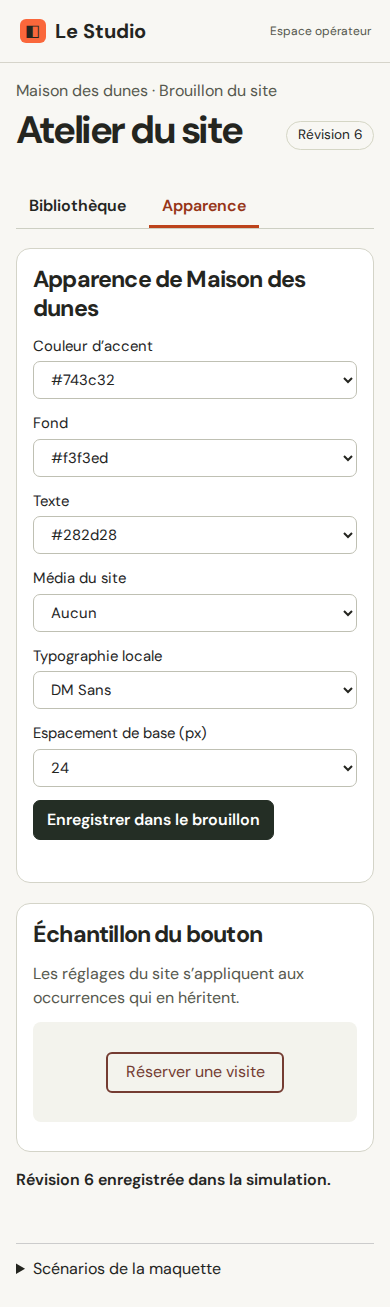 Le Studio
Espace opérateur
Maison des dunes · Brouillon du site
Atelier du site
Révision 6
Bibliothèque
Apparence
Apparence de Maison des
dunes
Couleur d’accent
#743c32
Fond
#f3f3ed
Texte
#282d28
Média du site
Aucun
Typographie locale
DM Sans
Espacement de base (px)
24
Enregistrer dans le brouillon
Échantillon du bouton
Les réglages du site s’appliquent aux
occurrences qui en héritent.
Réserver une visite
Révision 6 enregistrée dans la simulation.
Scénarios de la maquette